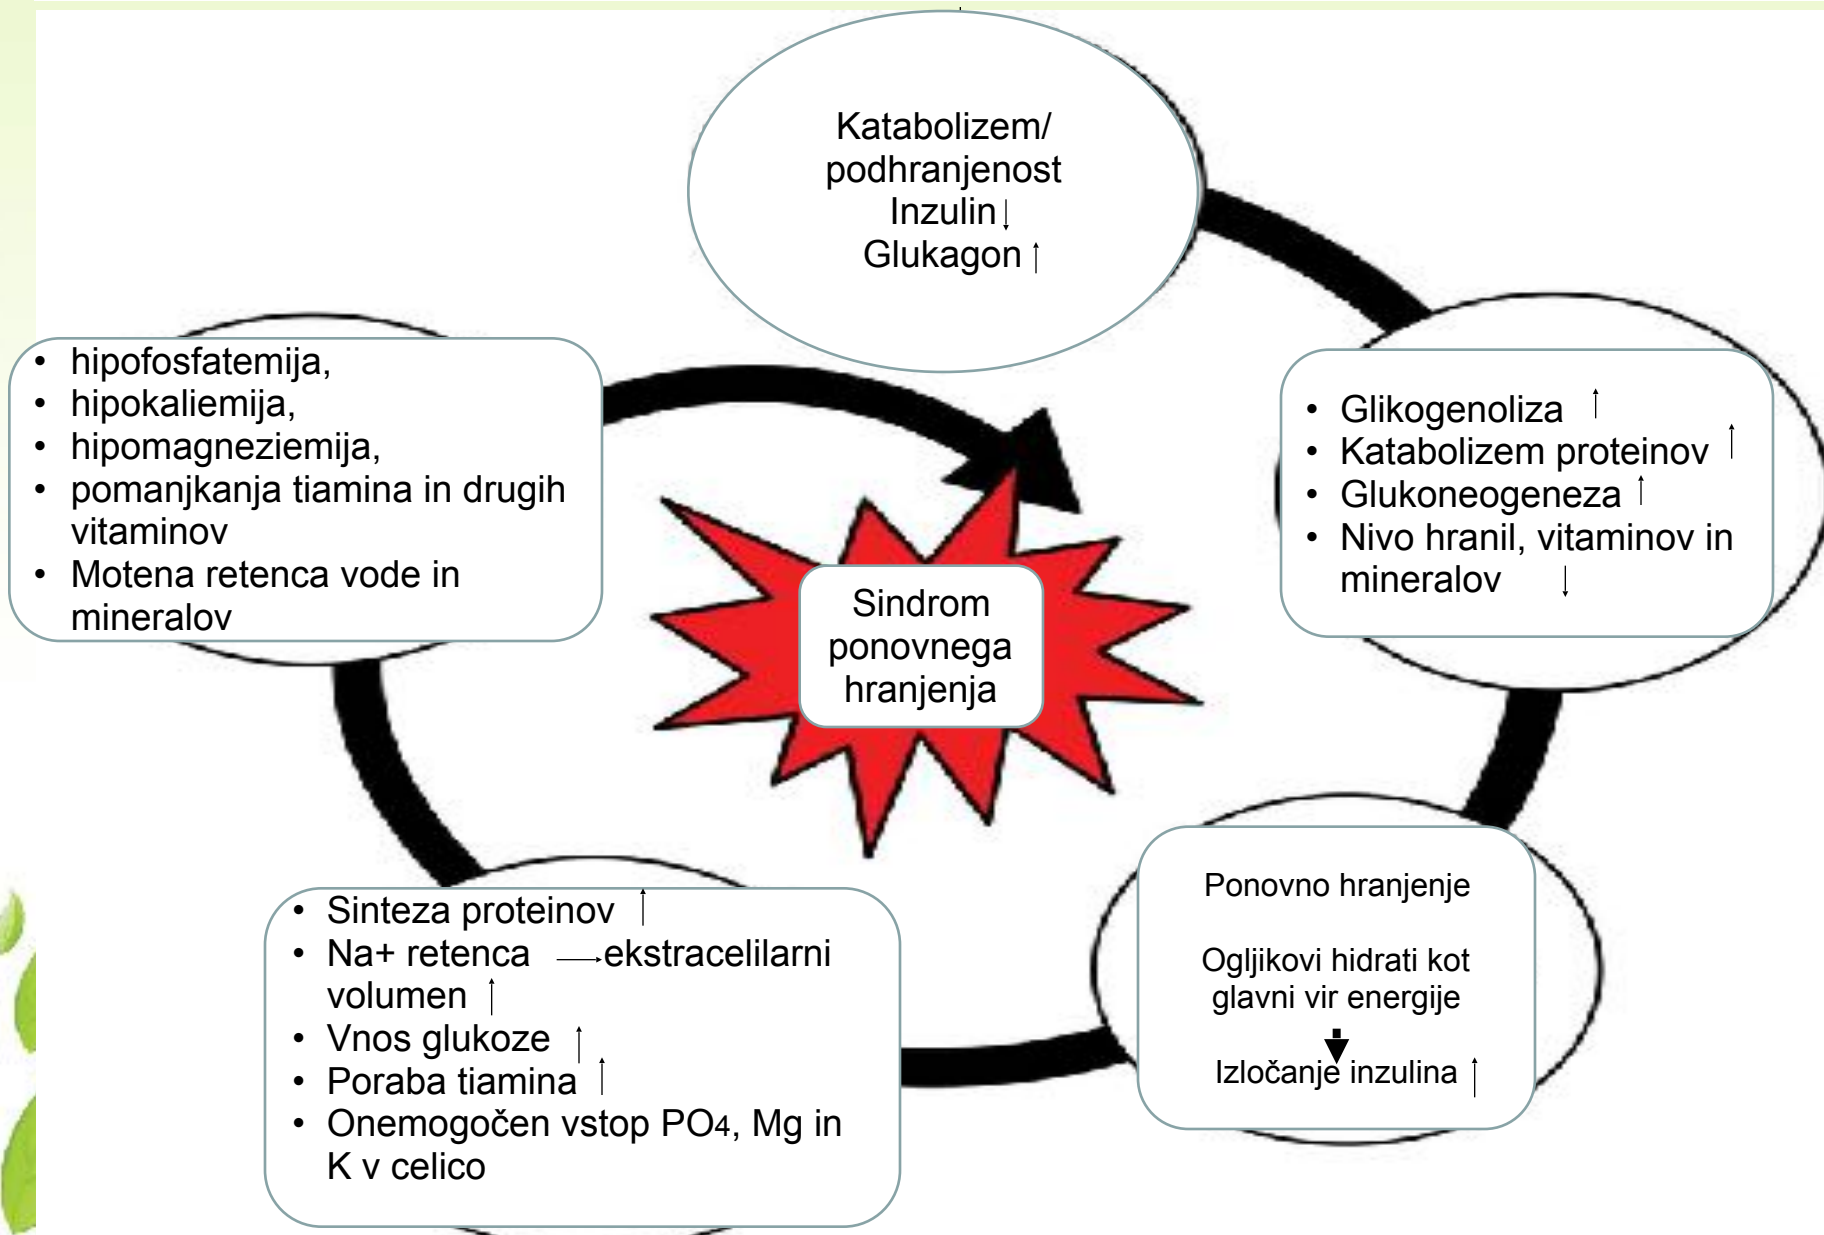 Katabolizem/
podhranjenost
Inzulin ↓
Glukagon ↑
• Glikogenoliza ↑
• Katabolizem proteinov ↑
• Glukoneogeneza ↑
• Nivo hranil, vitaminov in
mineralov ↓
Ponovno hranjenje
Ogljikovi hidrati kot
glavni vir energije
Izločanje inzulina ↑
• Sinteza proteinov ↑
• Na+ retenca → ekstracelilarni
volumen ↑
• Vnos glukoze ↑
• Poraba tiamina ↑
• Onemogočen vstop PO4, Mg in
K v celico
• hipofosfatemija,
• hipokaliemija,
• hipomagneziemija,
• pomanjkanja tiamina in drugih
vitaminov
• Motena retenca vode in
mineralov
Sindrom
ponovnega
hranjenja